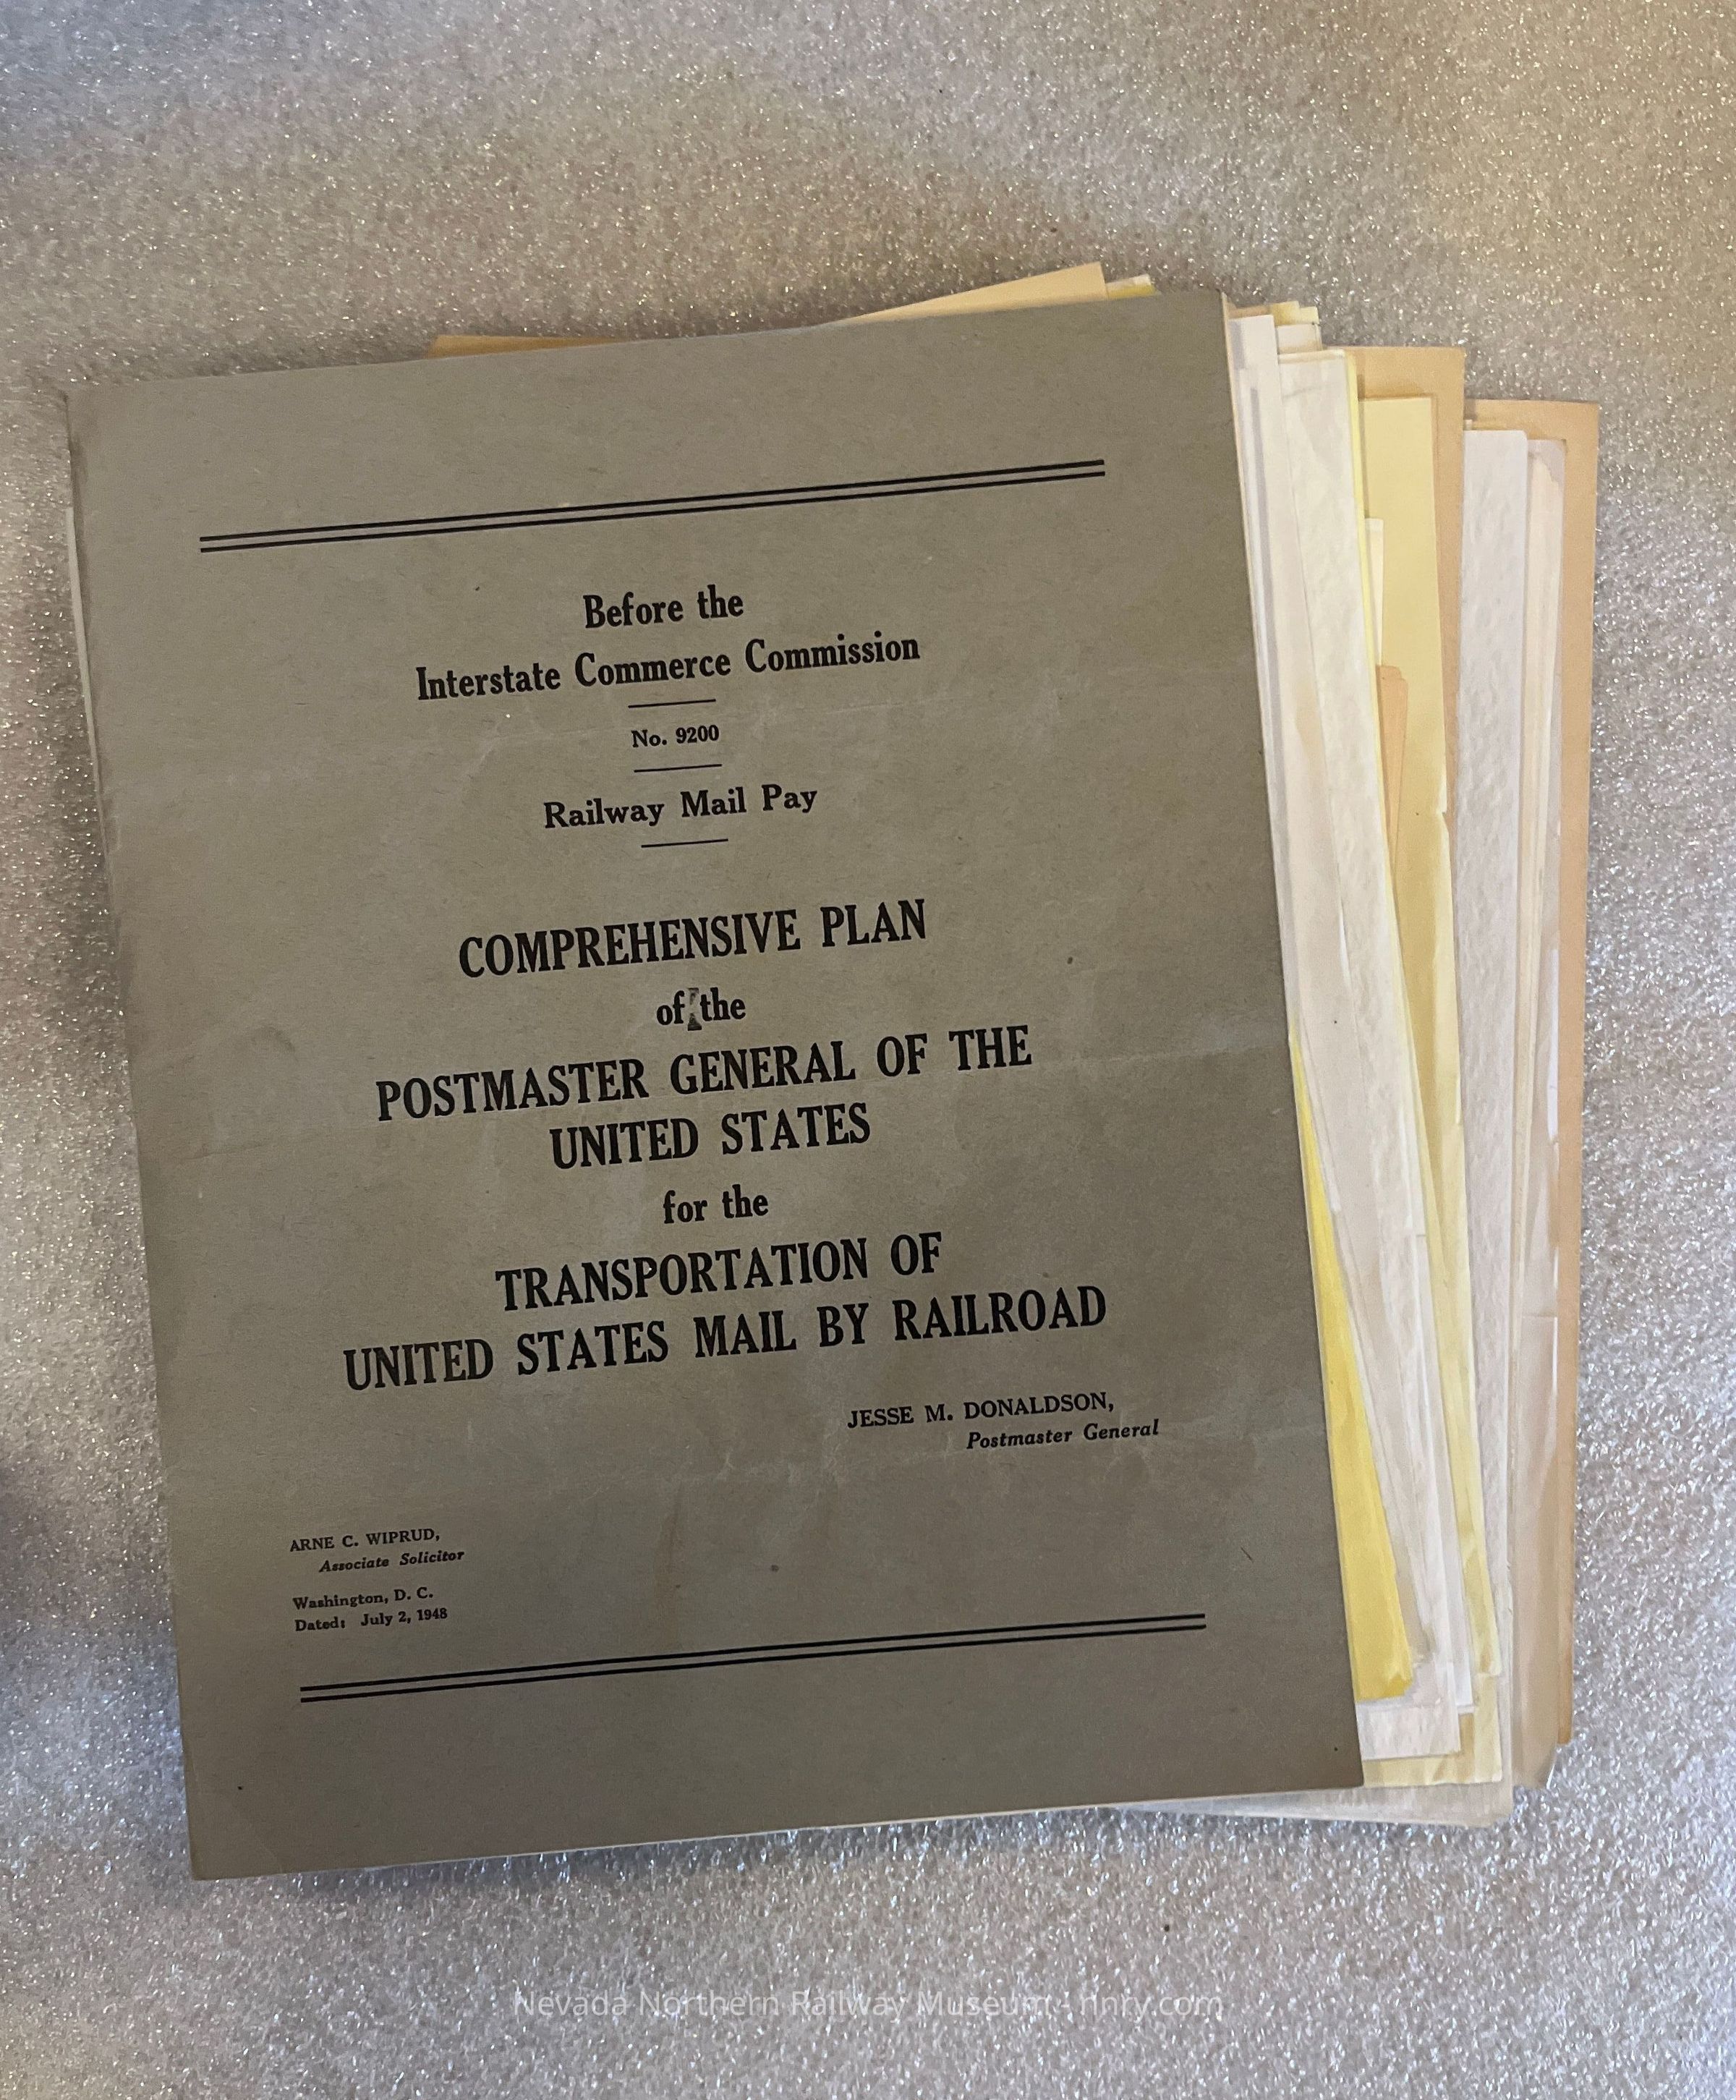 Before the
Interstate Commerce Commission
No. 9200
Railway Mail Pay
COMPREHENSIVE PLAN
of the
POSTMASTER GENERAL OF THE
UNITED STATES
for the
TRANSPORTATION OF
UNITED STATES MAIL BY RAILROAD
JESSE M. DONALDSON,
Postmaster General
ARNE C. WIPRUD,
Associate Solicitor
Washington, D. C.
Dated: July 2, 1948
Nevada Northern Railway Museum - nnry.com